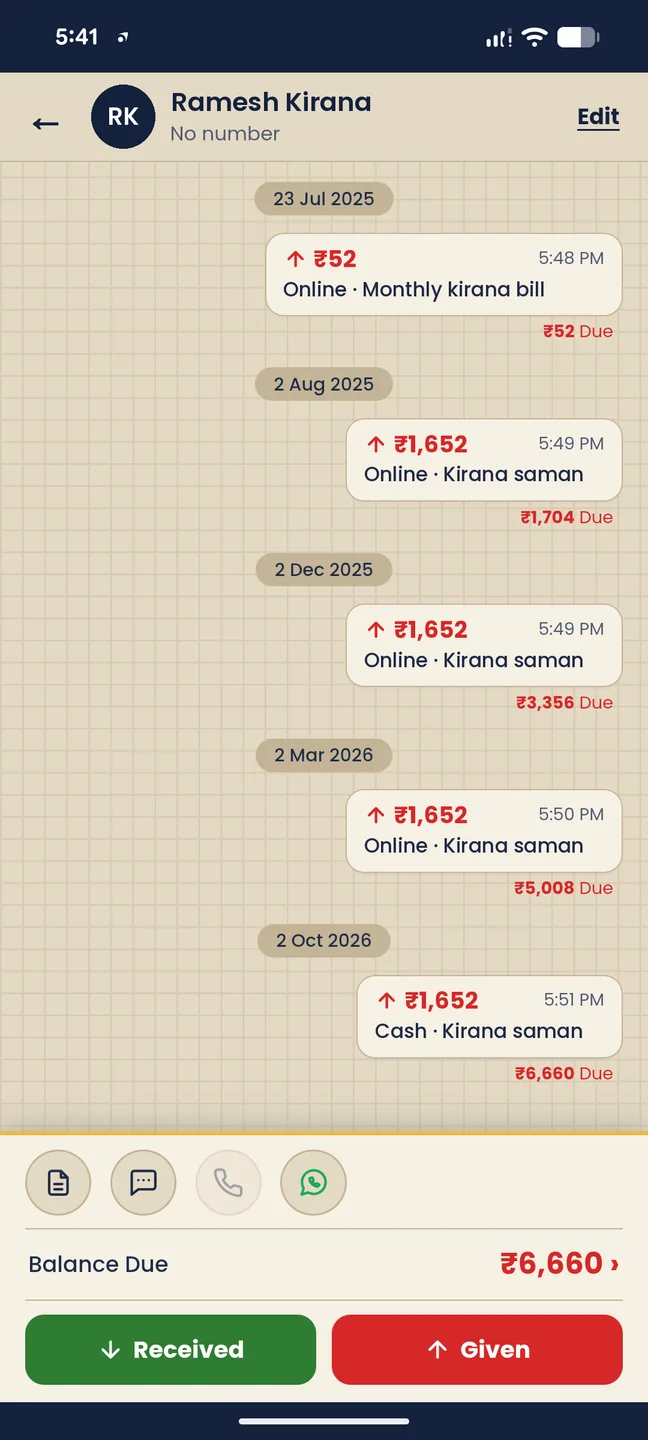 5:41
←
RK
Ramesh Kirana
No number
Edit
23 Jul 2025
↑ ₹52 5:48 PM
Online · Monthly kirana bill
₹52 Due
2 Aug 2025
↑ ₹1,652 5:49 PM
Online · Kirana saman
₹1,704 Due
2 Dec 2025
↑ ₹1,652 5:49 PM
Online · Kirana saman
₹3,356 Due
2 Mar 2026
↑ ₹1,652 5:50 PM
Online · Kirana saman
₹5,008 Due
2 Oct 2026
↑ ₹1,652 5:51 PM
Cash · Kirana saman
₹6,660 Due
Balance Due ₹6,660 ›
↓ Received ↑ Given